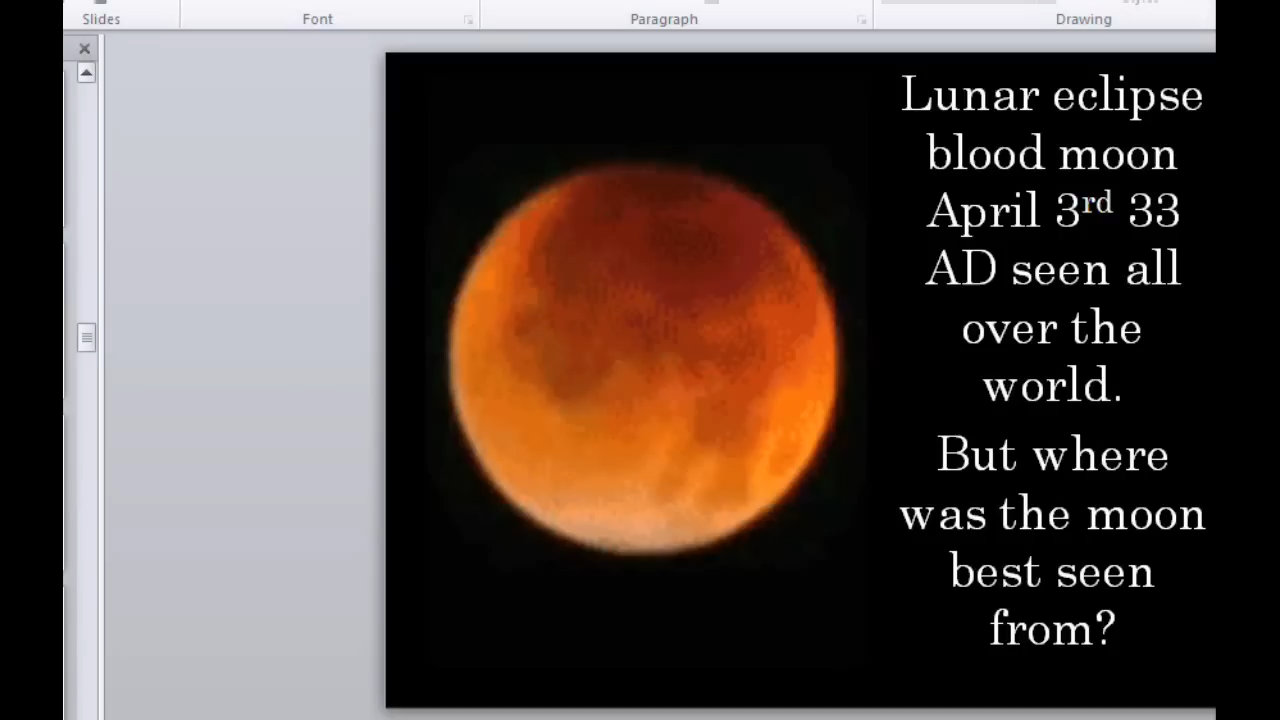 Slides Font Paragraph Drawing
Lunar eclipse
blood moon
April 3rd 33
AD seen all
over the
world.
But where
was the moon
best seen
from?